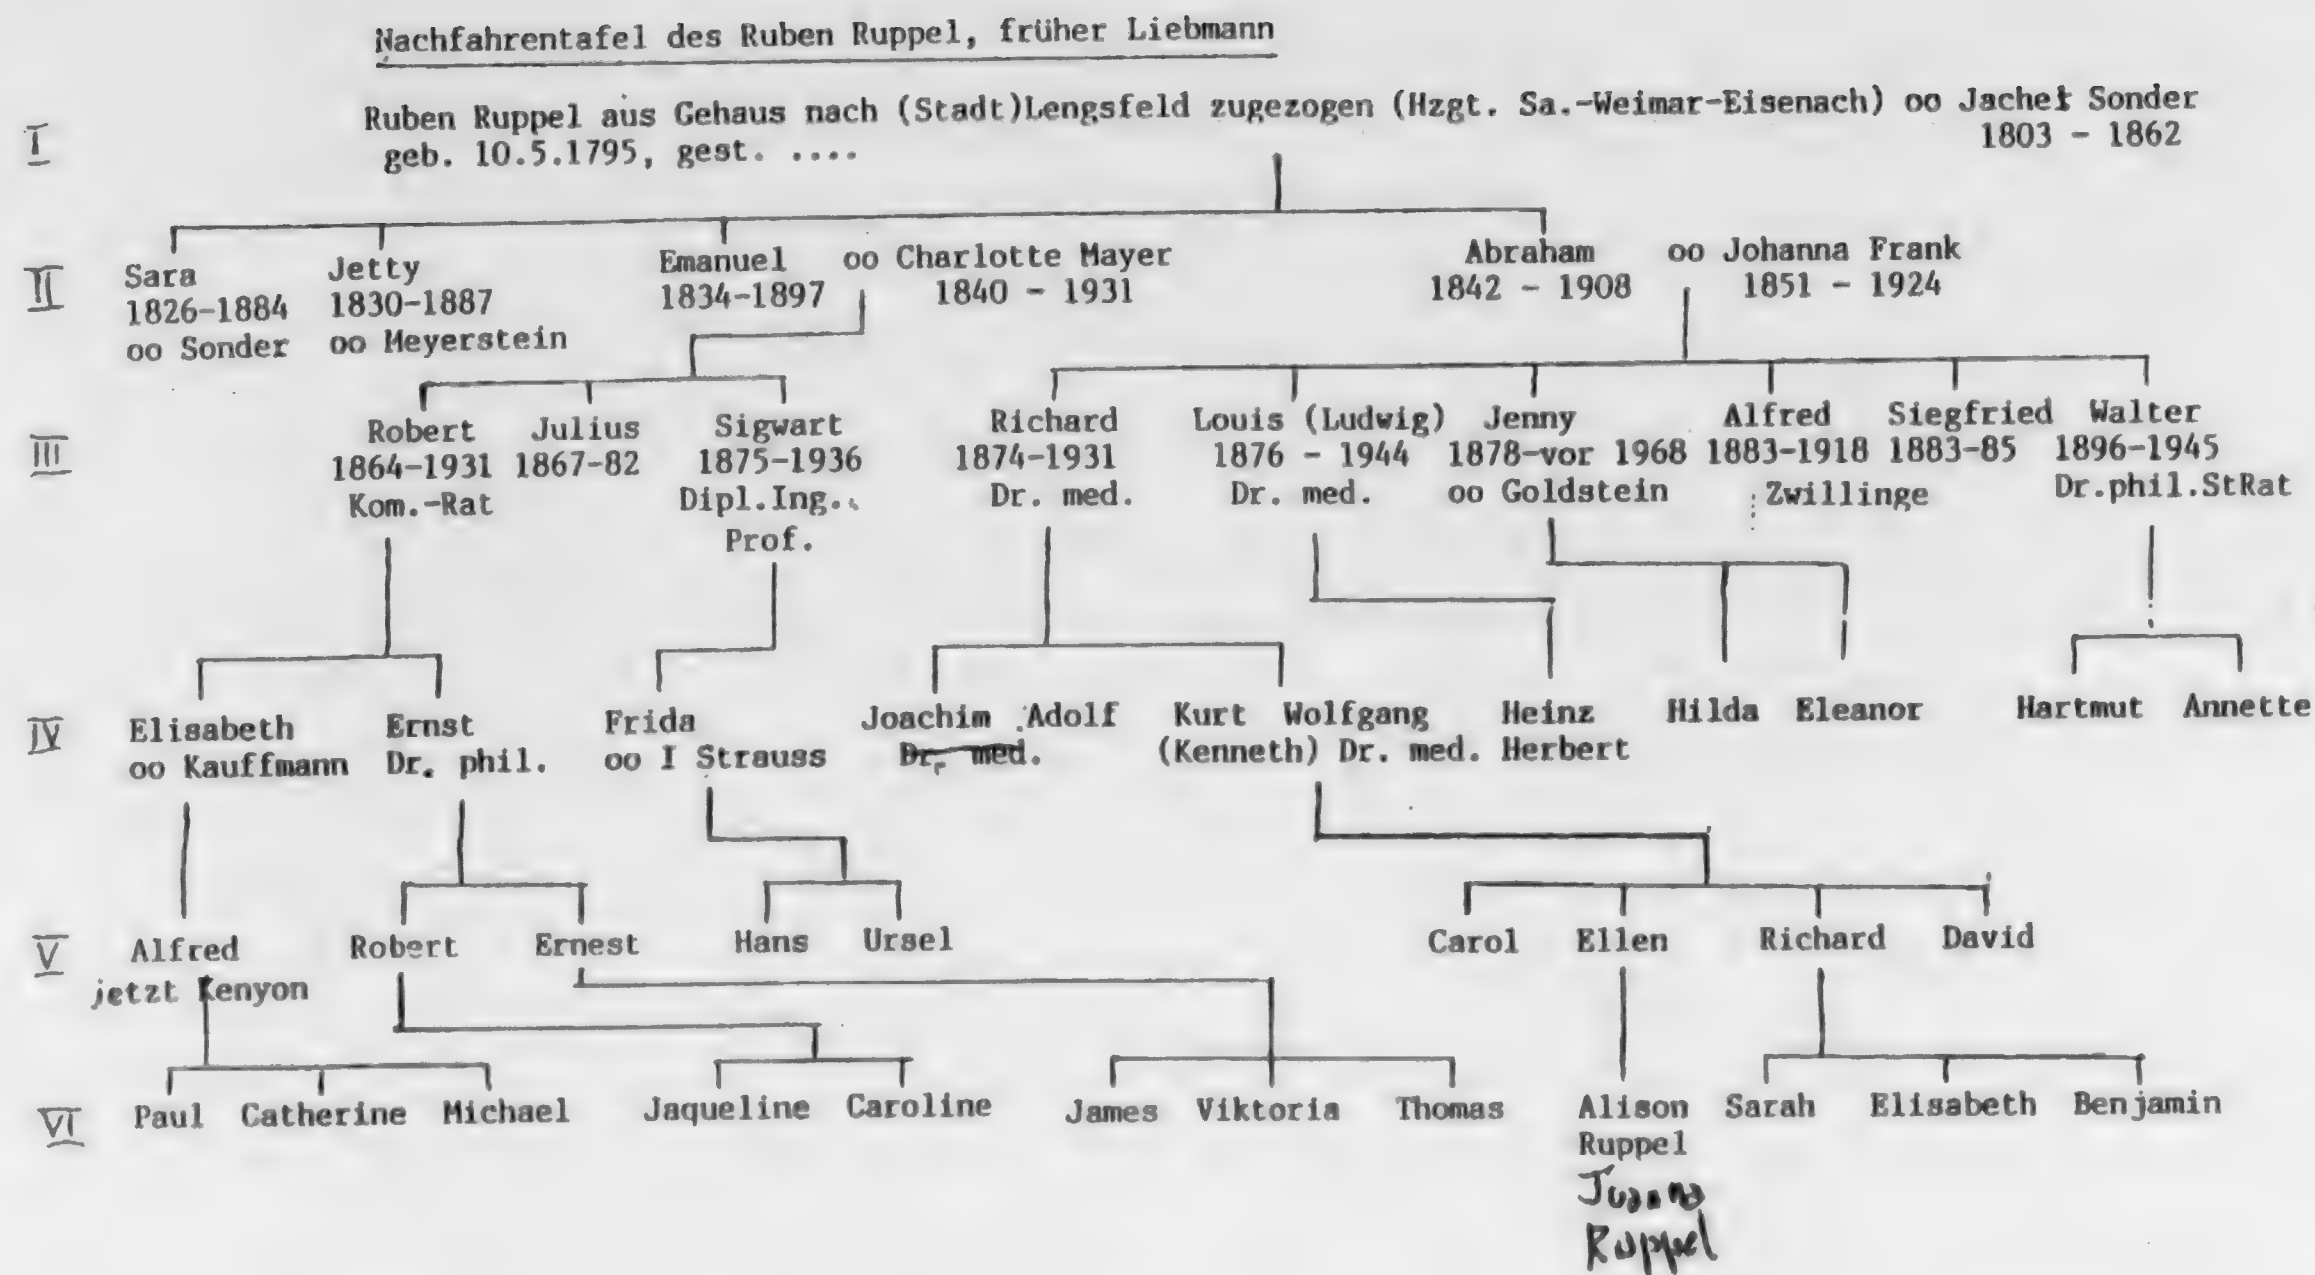 Nachfahrentafel des Ruben Ruppel, früher Liebmann
I
Ruben Ruppel aus Gehaus nach (Stadt)Lengsfeld zugezogen (Hzgt. Sa.-Weimar-Eisenach) oo Jachet Sonder
geb. 10.5.1795, gest. .... 1803 - 1862
II
Sara
1826-1884
oo Sonder
Jetty
1830-1887
oo Meyerstein
Emanuel oo Charlotte Mayer
1834-1897 1840 - 1931
Abraham oo Johanna Frank
1842 - 1908 1851 - 1924
III
Robert
1864-1931
Kom.-Rat
Julius
1867-82
Sigwart
1875-1936
Dipl.Ing.
Prof.
Richard
1874-1931
Dr. med.
Louis (Ludwig)
1876 - 1944
Dr. med.
Jenny
1878-vor 1968
oo Goldstein
Alfred Siegfried
1883-1918 1883-85
Zwillinge
Walter
1896-1945
Dr.phil.StRat
IV
Elisabeth
oo Kauffmann
Ernst
Dr. phil.
Frida
oo I Strauss
Joachim Adolf
Dr. med.
Kurt Wolfgang
(Kenneth) Dr. med.
Heinz
Herbert
Hilda
Eleanor
Hartmut
Annette
V
Alfred
jetzt Kenyon
Robert
Ernest
Hans
Ursel
Carol
Ellen
Richard
David
VI
Paul
Catherine
Michael
Jaqueline
Caroline
James
Viktoria
Thomas
Alison
Ruppel
Juanna
Ruppel
Sarah
Elisabeth
Benjamin